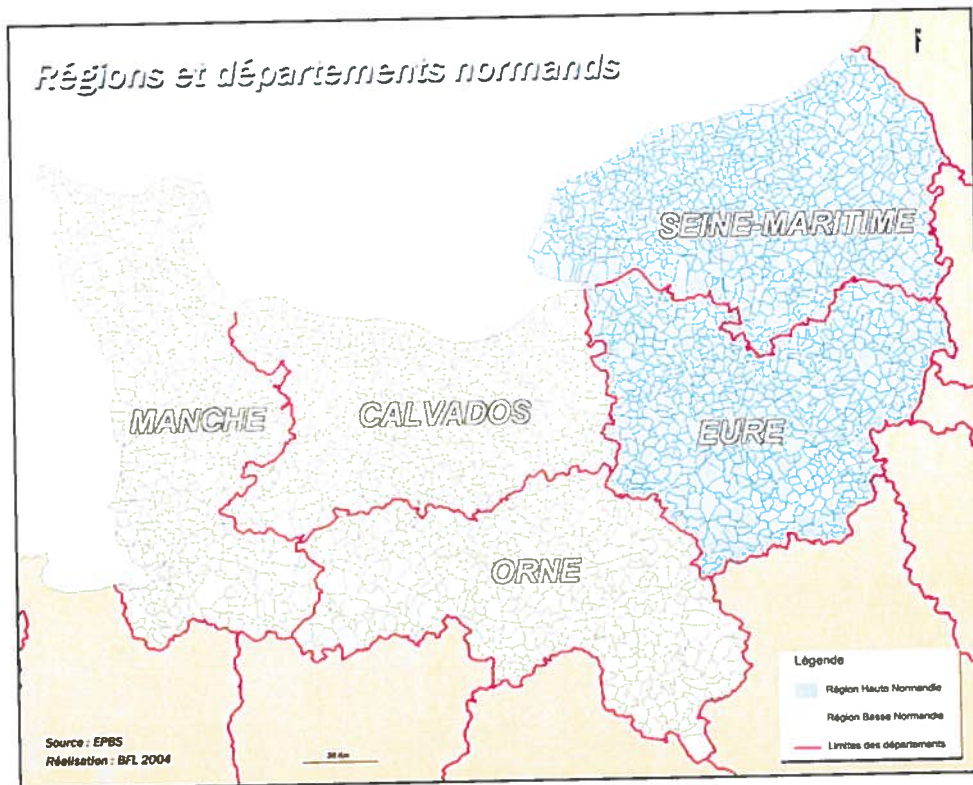 Régions et départements normands
N
SEINE-MARITIME
MANCHE
CALVADOS
EURE
ORNE
Légende
Région Haute Normandie
Région Basse Normandie
Limites des départements
Source : EPBS
Réalisation : BFL 2004